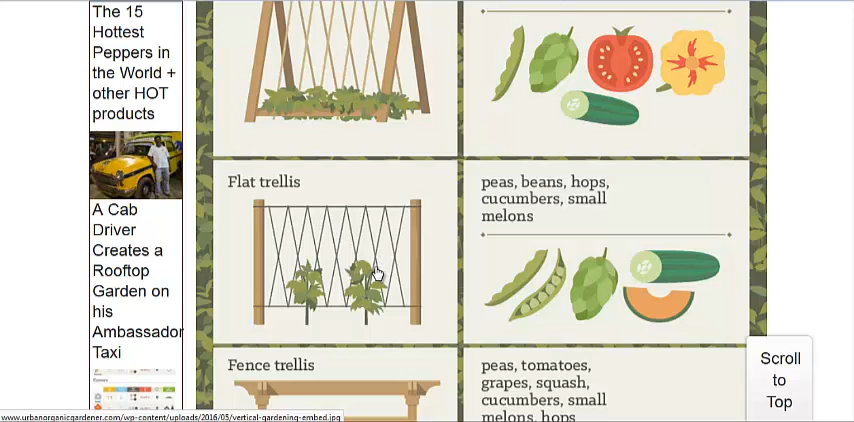 The 15
Hottest
Peppers in
the World +
other HOT
products
A Cab
Driver
Creates a
Rooftop
Garden on
his
Ambassador
Taxi
Flat trellis
peas, beans, hops,
cucumbers, small
melons
Fence trellis
peas, tomatoes,
grapes, squash,
cucumbers, small
melons, hops
Scroll
to
Top
www.urbanorganicgardener.com/wp-content/uploads/2016/05/vertical-gardening-embed.jpg